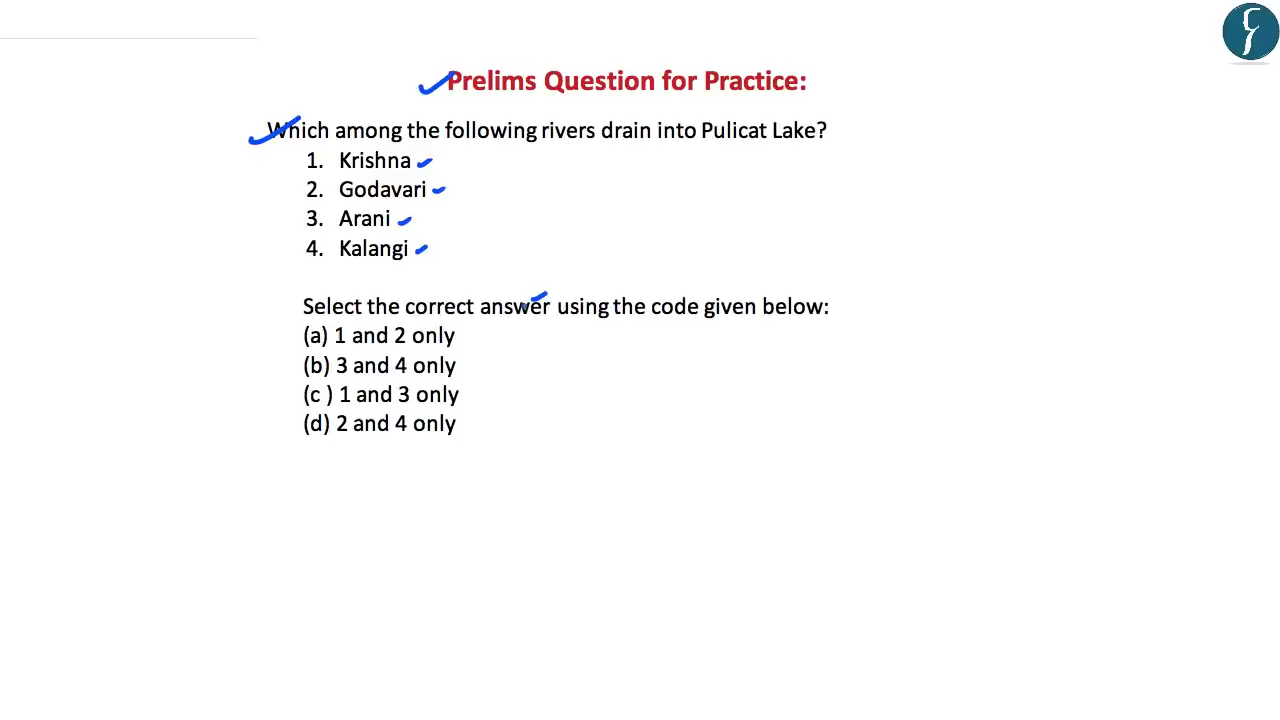 Prelims Question for Practice:
Which among the following rivers drain into Pulicat Lake?
1. Krishna
2. Godavari
3. Arani
4. Kalangi
Select the correct answer using the code given below:
(a) 1 and 2 only
(b) 3 and 4 only
(c ) 1 and 3 only
(d) 2 and 4 only